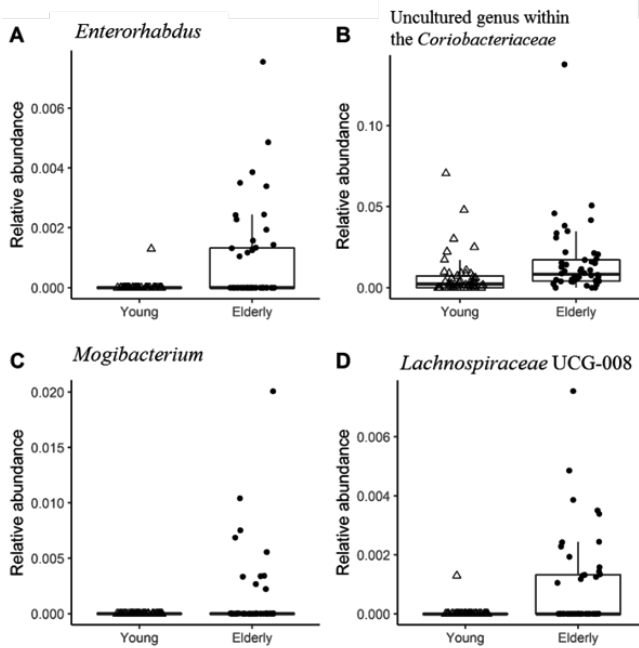 A
Enterorhabdus
Relative abundance
0.006
0.004
0.002
0.000
Young
Elderly
B
Uncultured genus within
the Coriobacteriaceae
Relative abundance
0.10
0.05
0.00
Young
Elderly
C
Mogibacterium
Relative abundance
0.020
0.015
0.010
0.005
0.000
Young
Elderly
D
Lachnospiraceae UCG-008
Relative abundance
0.006
0.004
0.002
0.000
Young
Elderly